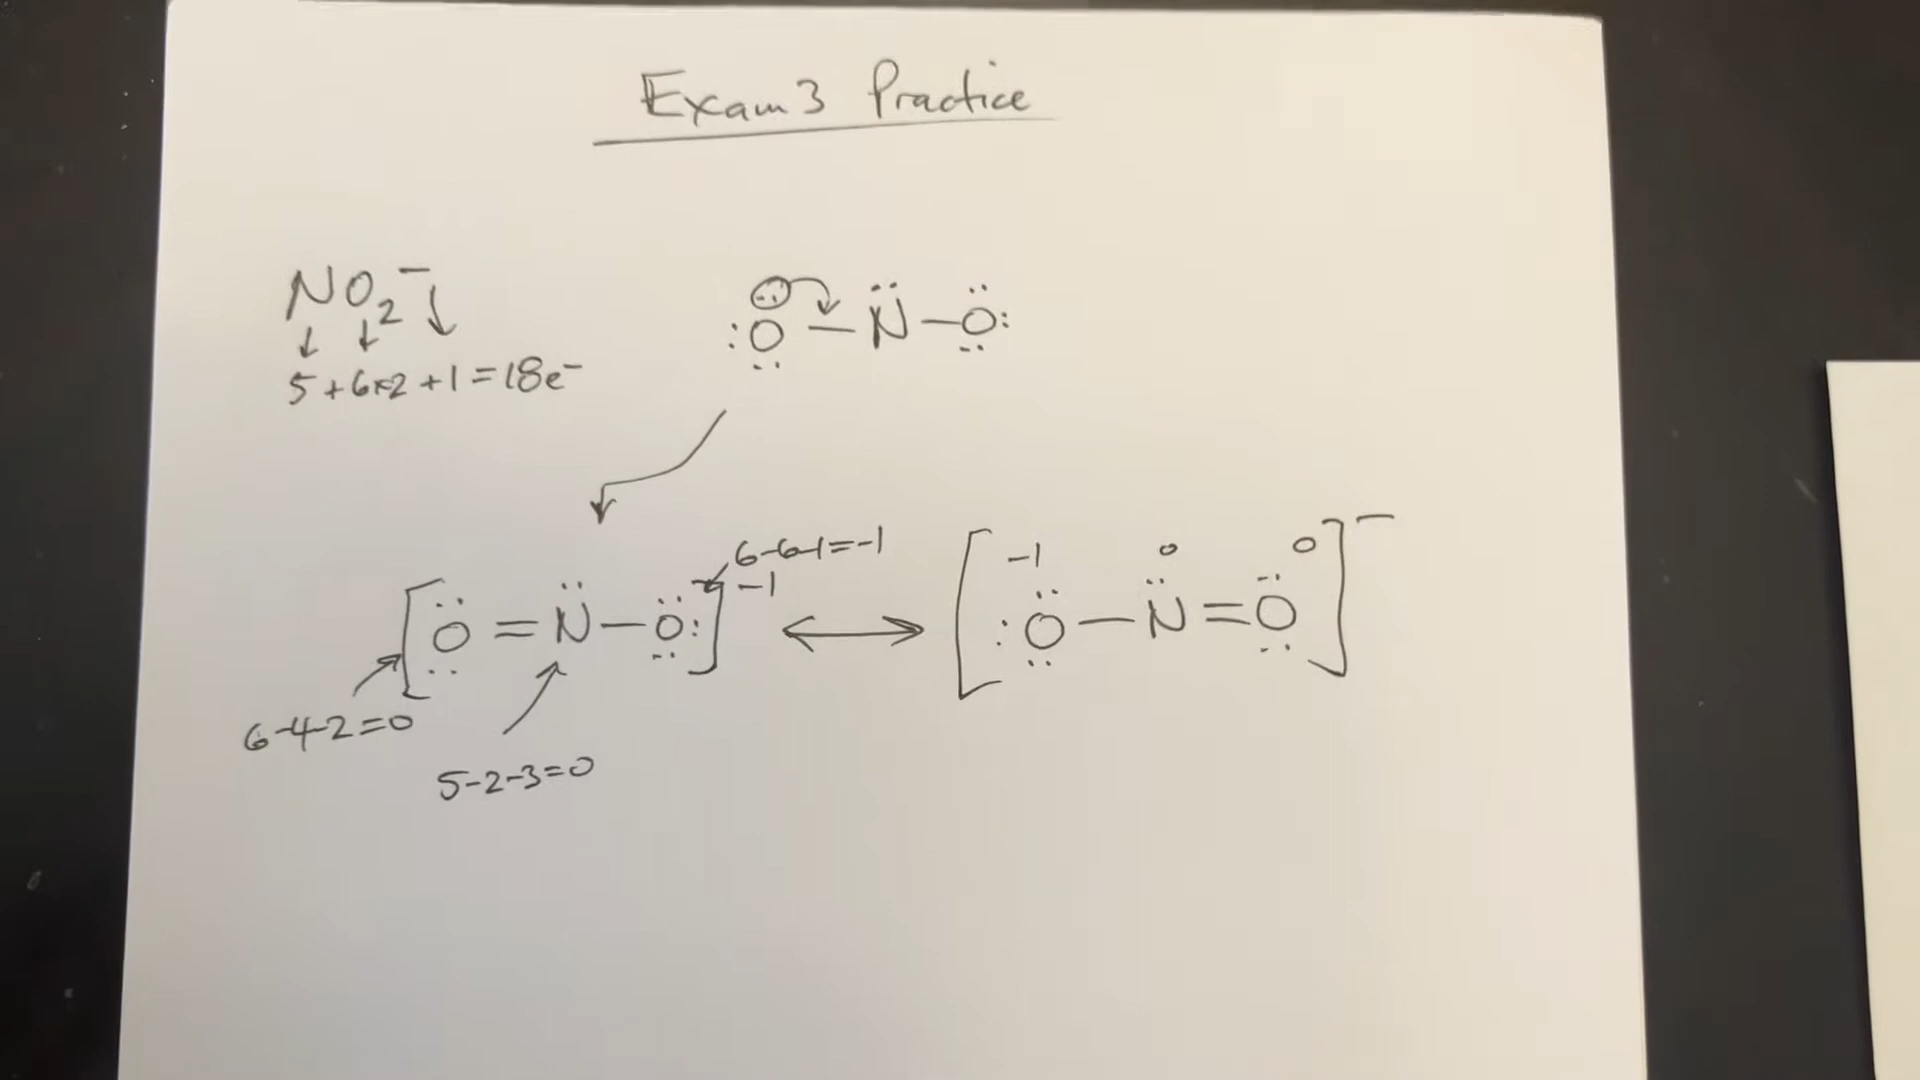 Exam 3 Practice
NO₂⁻
5+6×2+1=18e⁻
:Ö–N̈–Ö:
6-6-1=-1
[Ö=N̈–Ö:]⁻¹ ↔ [:Ö–N̈=Ö]⁻
-1 0 0
6-4-2=0
5-2-3=0